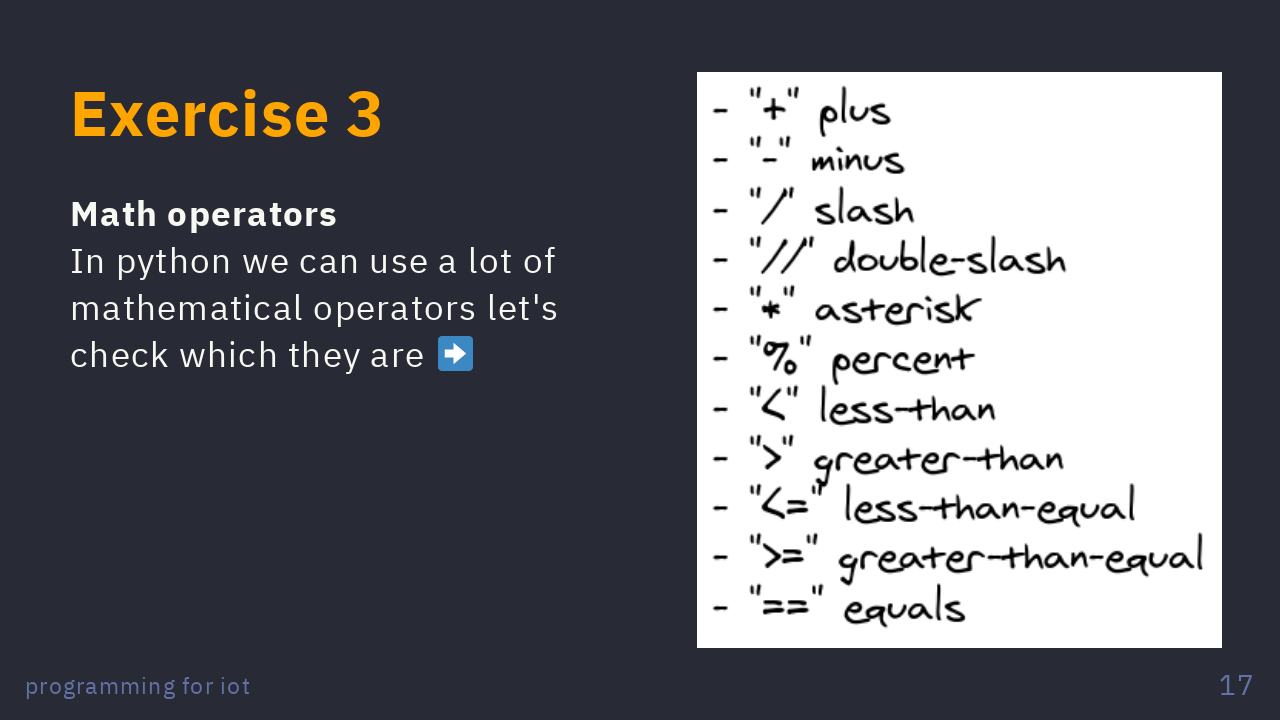 Exercise 3
Math operators
In python we can use a lot of
mathematical operators let's
check which they are ➡️
- "+" plus
- "-" minus
- "/" slash
- "//" double-slash
- "*" asterisk
- "%" percent
- "<" less-than
- ">" greater-than
- "<=" less-than-equal
- ">=" greater-than-equal
- "==" equals
programming for iot
17